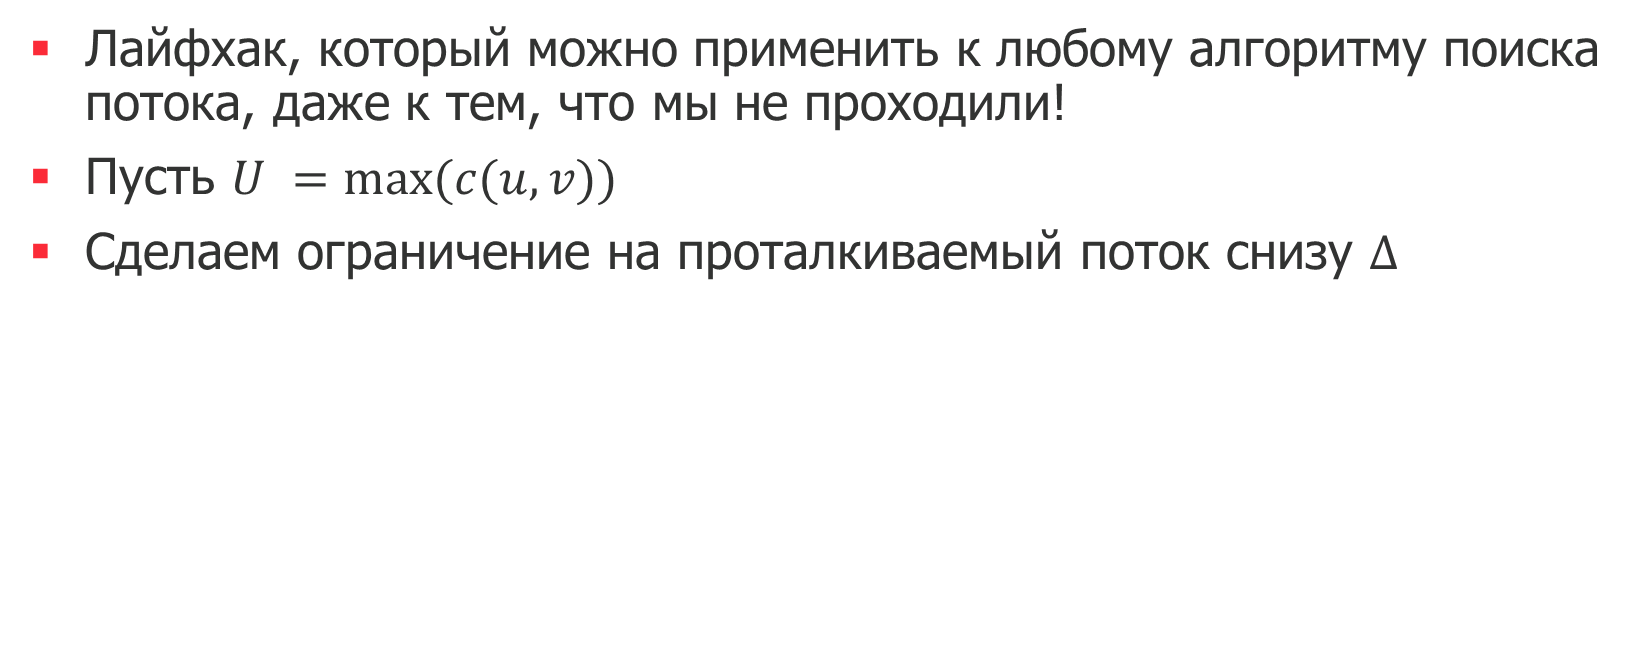 ▪ Лайфхак, который можно применить к любому алгоритму поиска
потока, даже к тем, что мы не проходили!
▪ Пусть U = max(c(u, v))
▪ Сделаем ограничение на проталкиваемый поток снизу Δ